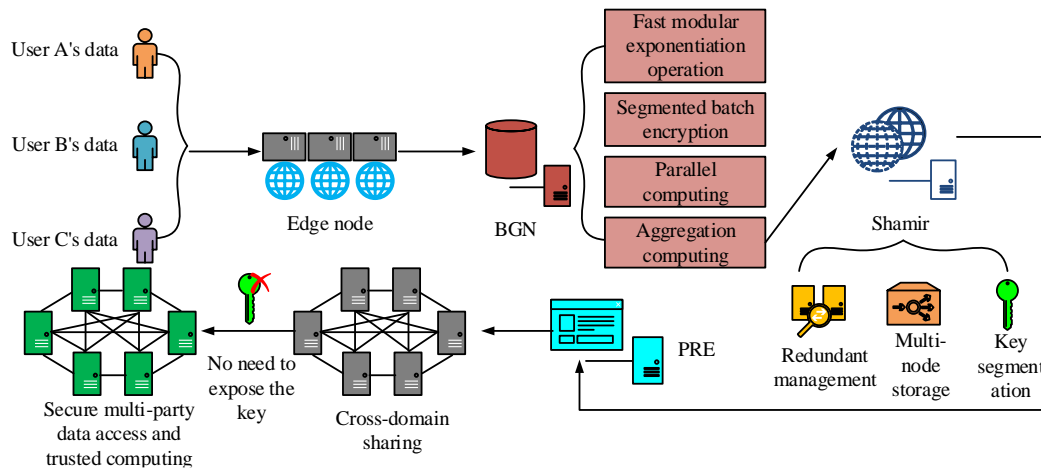 User A's data
User B's data
User C's data
Edge node
BGN
Fast modular
exponentiation
operation
Segmented batch
encryption
Parallel
computing
Aggregation
computing
Shamir
Redundant
management
Multi-
node
storage
Key
segment
ation
PRE
Cross-domain
sharing
No need to
expose the
key
Secure multi-party
data access and
trusted computing